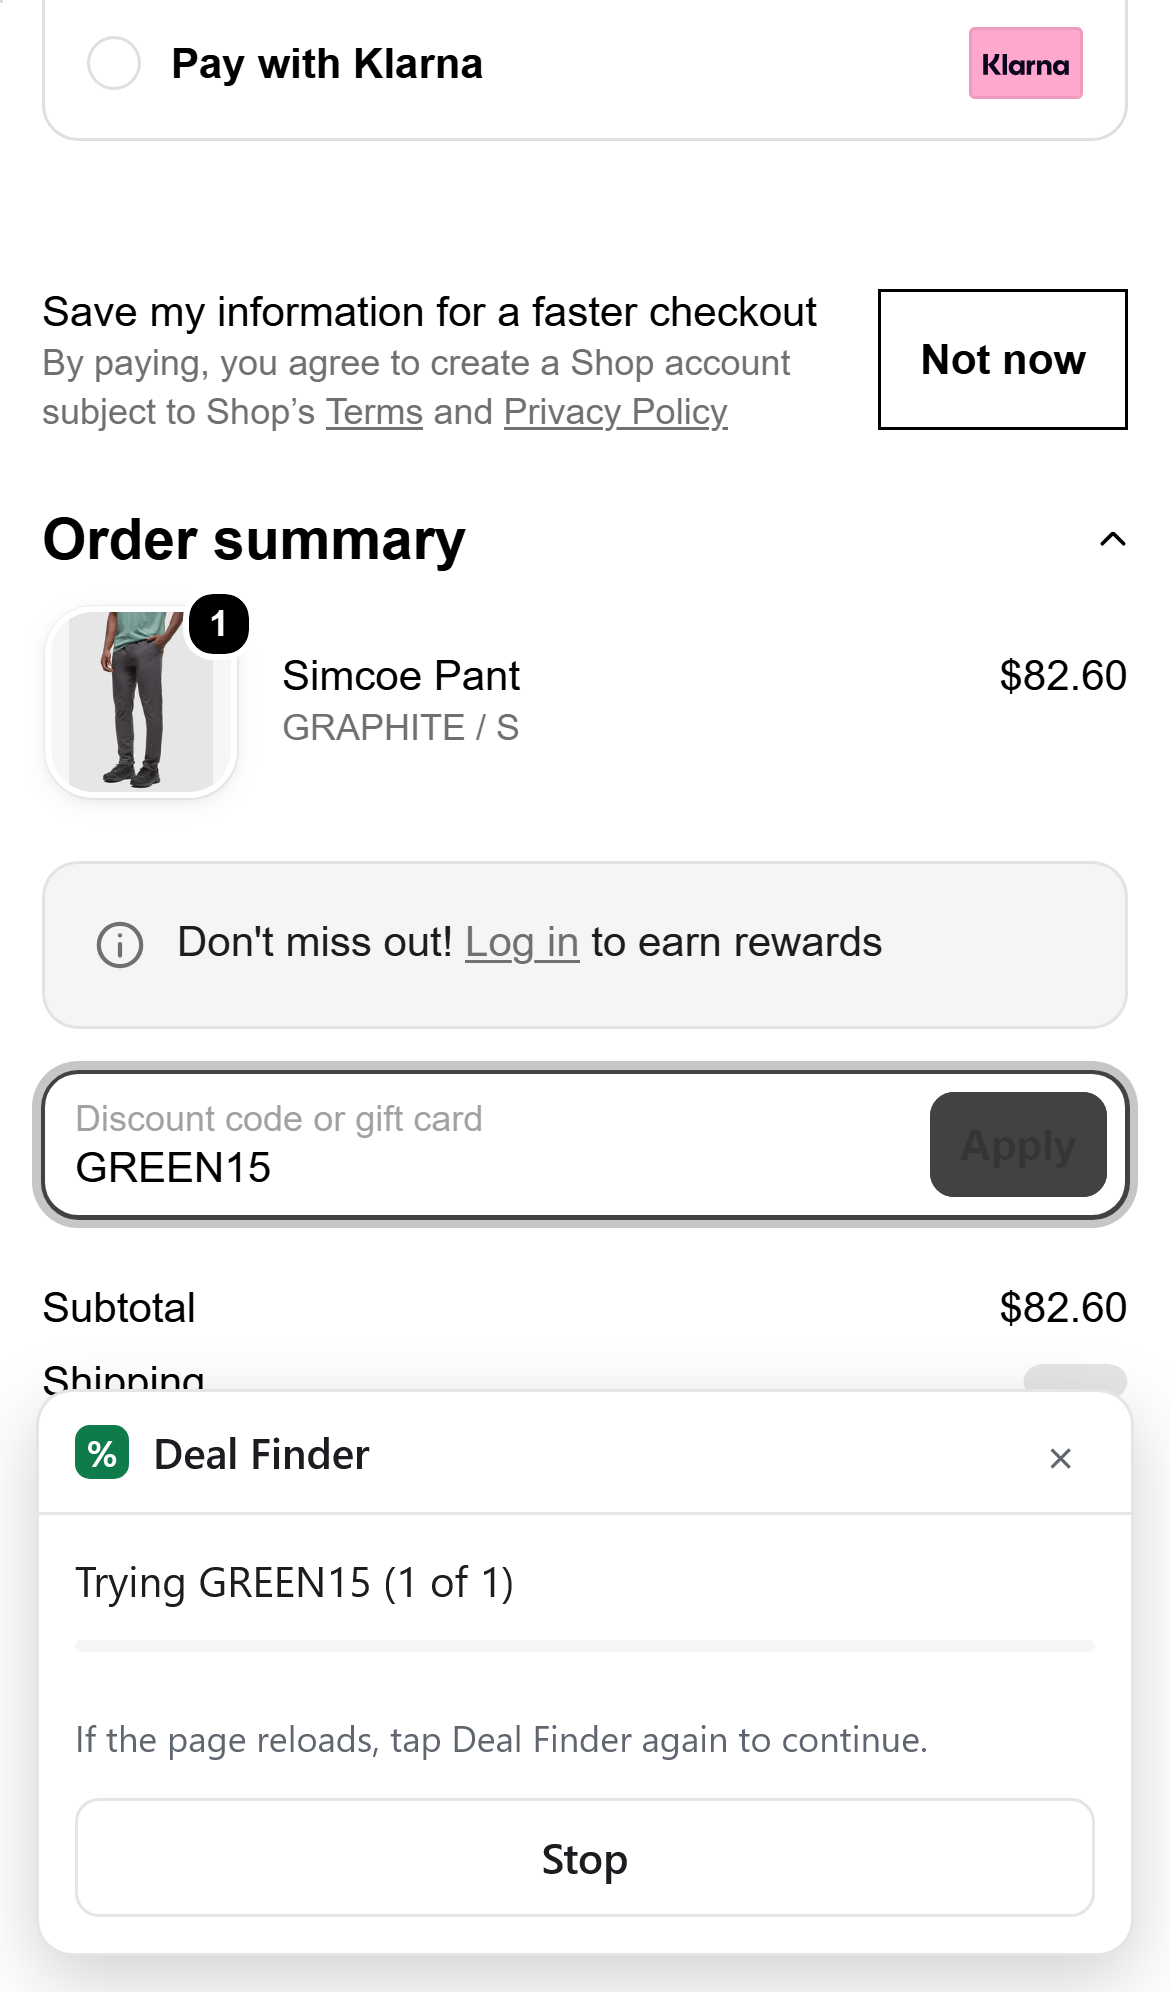 Pay with Klarna
Klarna
Save my information for a faster checkout
By paying, you agree to create a Shop account
subject to Shop’s Terms and Privacy Policy
Not now
Order summary
1
Simcoe Pant
$82.60
GRAPHITE / S
Don't miss out! Log in to earn rewards
Discount code or gift card
GREEN15
Apply
Subtotal
$82.60
Shipping
% Deal Finder
×
Trying GREEN15 (1 of 1)
If the page reloads, tap Deal Finder again to continue.
Stop